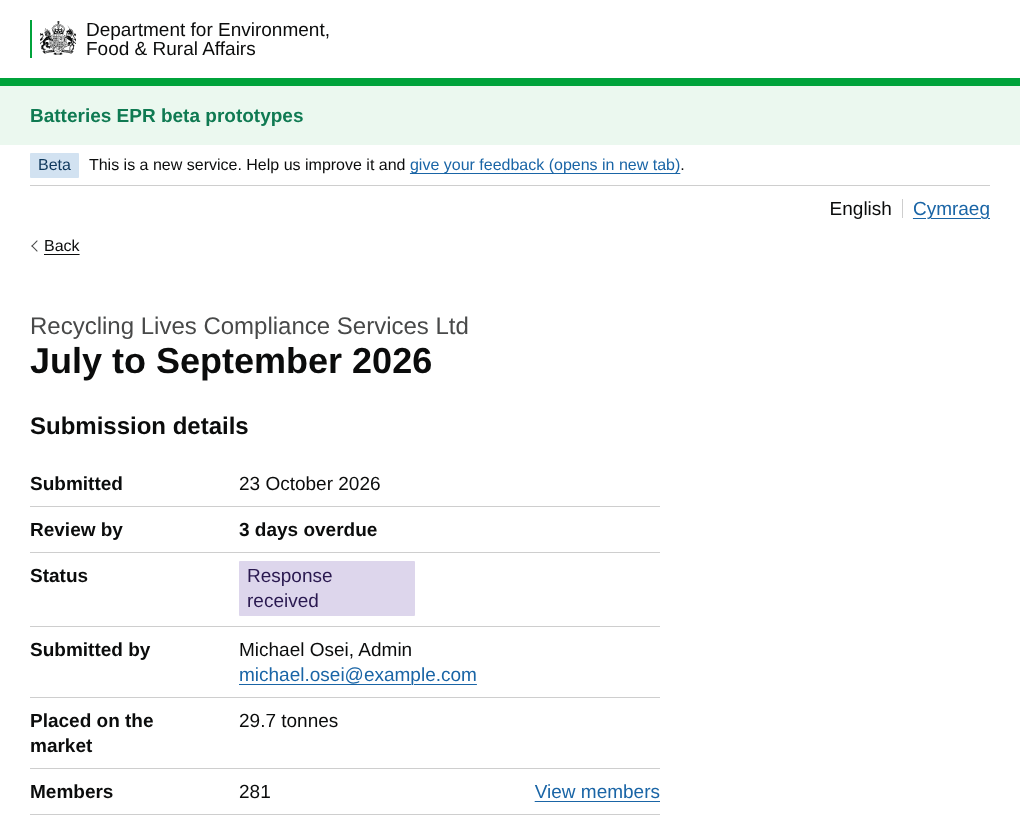 Department for Environment,
Food & Rural Affairs
Batteries EPR beta prototypes
Beta This is a new service. Help us improve it and give your feedback (opens in new tab).
English Cymraeg
Back
Recycling Lives Compliance Services Ltd
July to September 2026
Submission details
Submitted 23 October 2026
Review by 3 days overdue
Status Response
received
Submitted by Michael Osei, Admin
michael.osei@example.com
Placed on the 29.7 tonnes
market
Members 281 View members